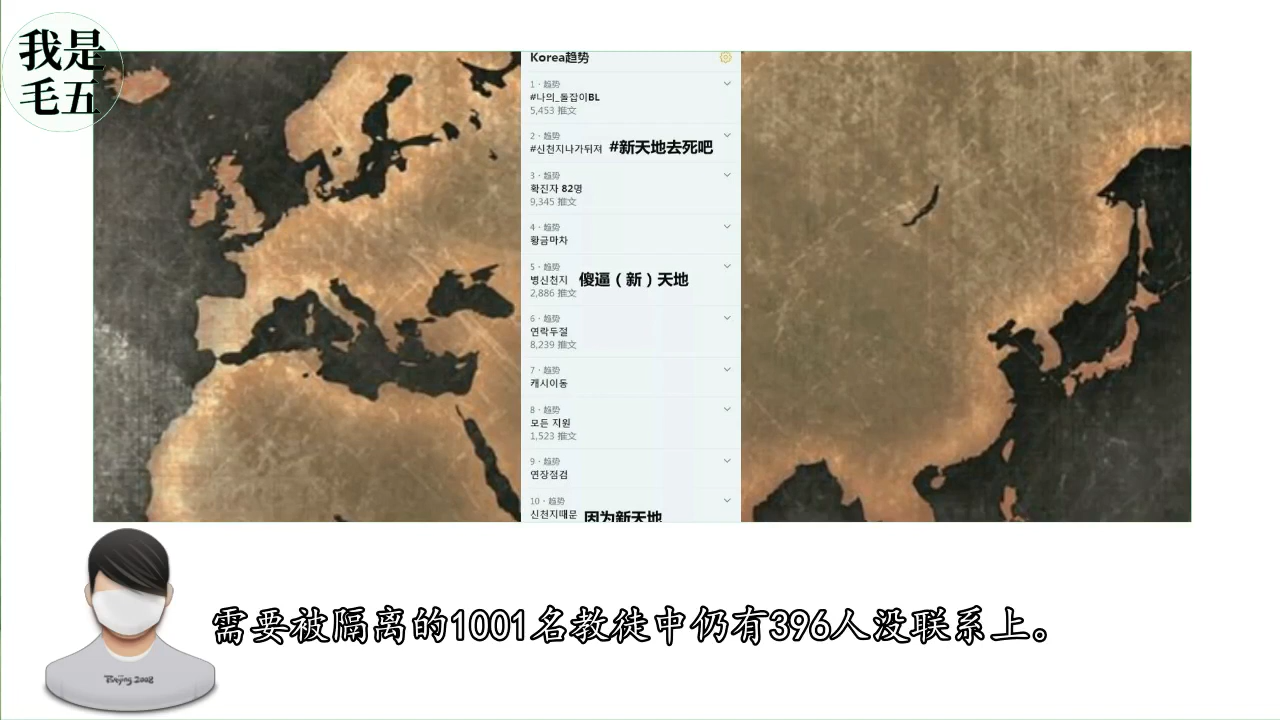 我是
毛五
Korea趋势
1 · 趋势
#나의_돌잡이BL
5,453 推文
2 · 趋势
#신천지나가뒤져 #新天地去死吧
3 · 趋势
확진자 82명
9,345 推文
4 · 趋势
황금마차
5 · 趋势
병신천지 傻逼（新）天地
2,886 推文
6 · 趋势
연락두절
8,239 推文
7 · 趋势
캐시이동
8 · 趋势
모든 지원
1,523 推文
9 · 趋势
연장점검
10 · 趋势
신천지때문 因为新天地
Beijing 2008
需要被隔离的1001名教徒中仍有396人没联系上。